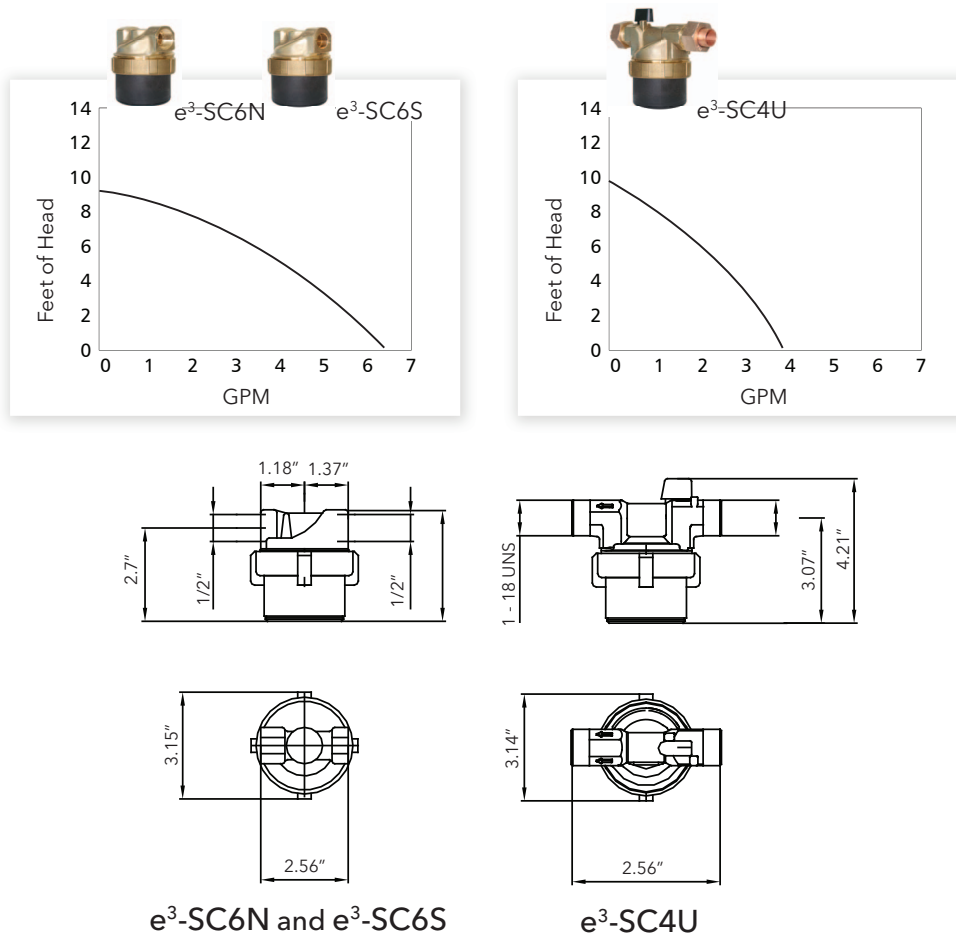 e³-SC6N
e³-SC6S
14
12
10
8
6
4
2
0
Feet of Head
0 1 2 3 4 5 6 7
GPM
e³-SC4U
14
12
10
8
6
4
2
0
Feet of Head
0 1 2 3 4 5 6 7
GPM
1.18" 1.37"
2.7"
1/2"
1/2"
1 - 18 UNS
3.07"
4.21"
3.15"
2.56"
3.14"
2.56"
e³-SC6N and e³-SC6S
e³-SC4U